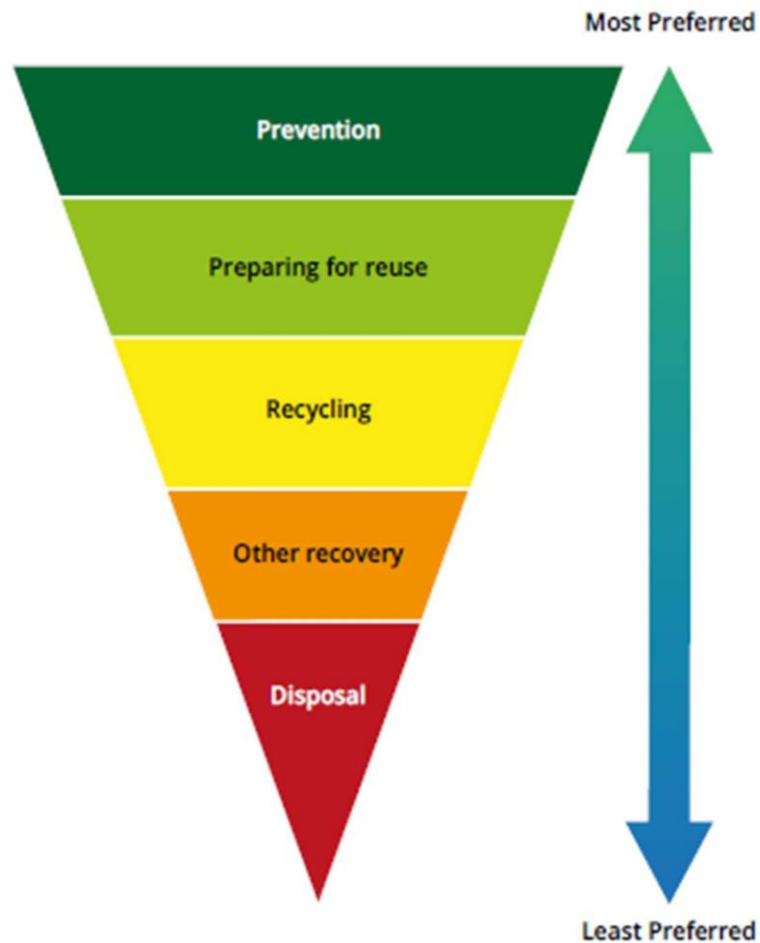 Most Preferred
Prevention
Preparing for reuse
Recycling
Other recovery
Disposal
Least Preferred